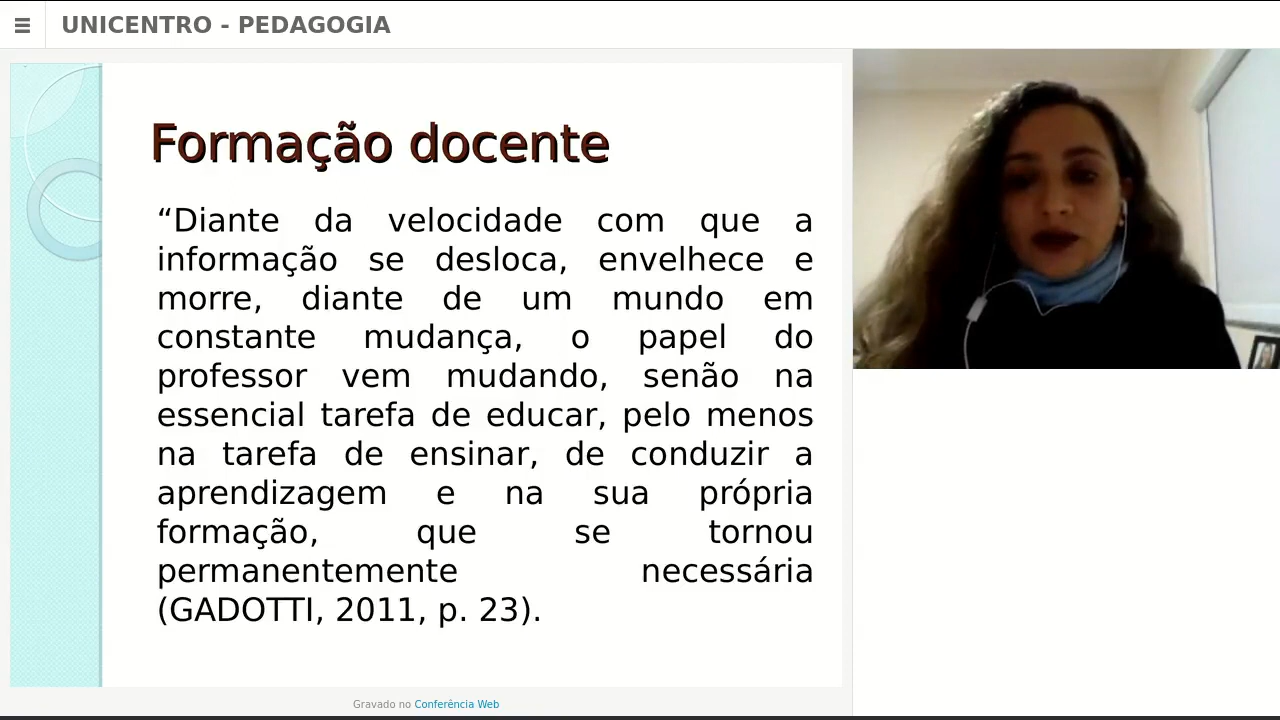 UNICENTRO - PEDAGOGIA
Formação docente
“Diante da velocidade com que a
informação se desloca, envelhece e
morre, diante de um mundo em
constante mudança, o papel do
professor vem mudando, senão na
essencial tarefa de educar, pelo menos
na tarefa de ensinar, de conduzir a
aprendizagem e na sua própria
formação, que se tornou
permanentemente necessária
(GADOTTI, 2011, p. 23).
Gravado no Conferência Web